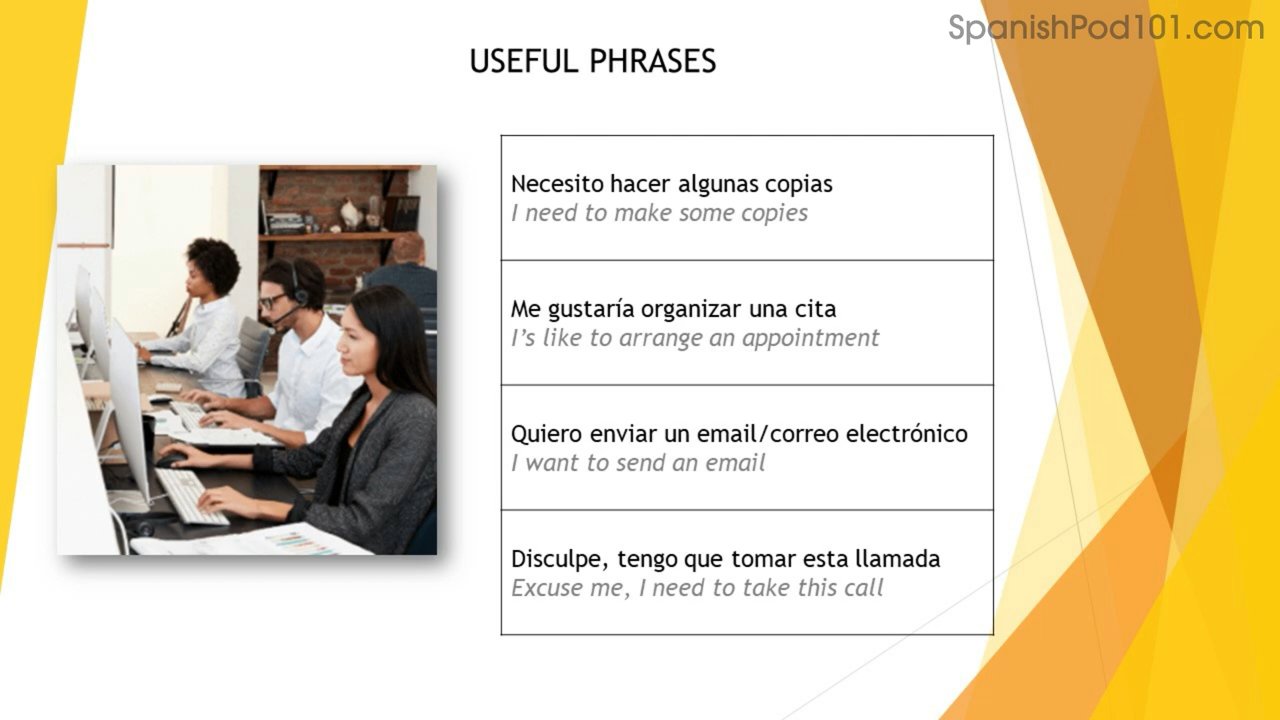 SpanishPod101.com
USEFUL PHRASES
Necesito hacer algunas copias
I need to make some copies
Me gustaría organizar una cita
I’s like to arrange an appointment
Quiero enviar un email/correo electrónico
I want to send an email
Disculpe, tengo que tomar esta llamada
Excuse me, I need to take this call